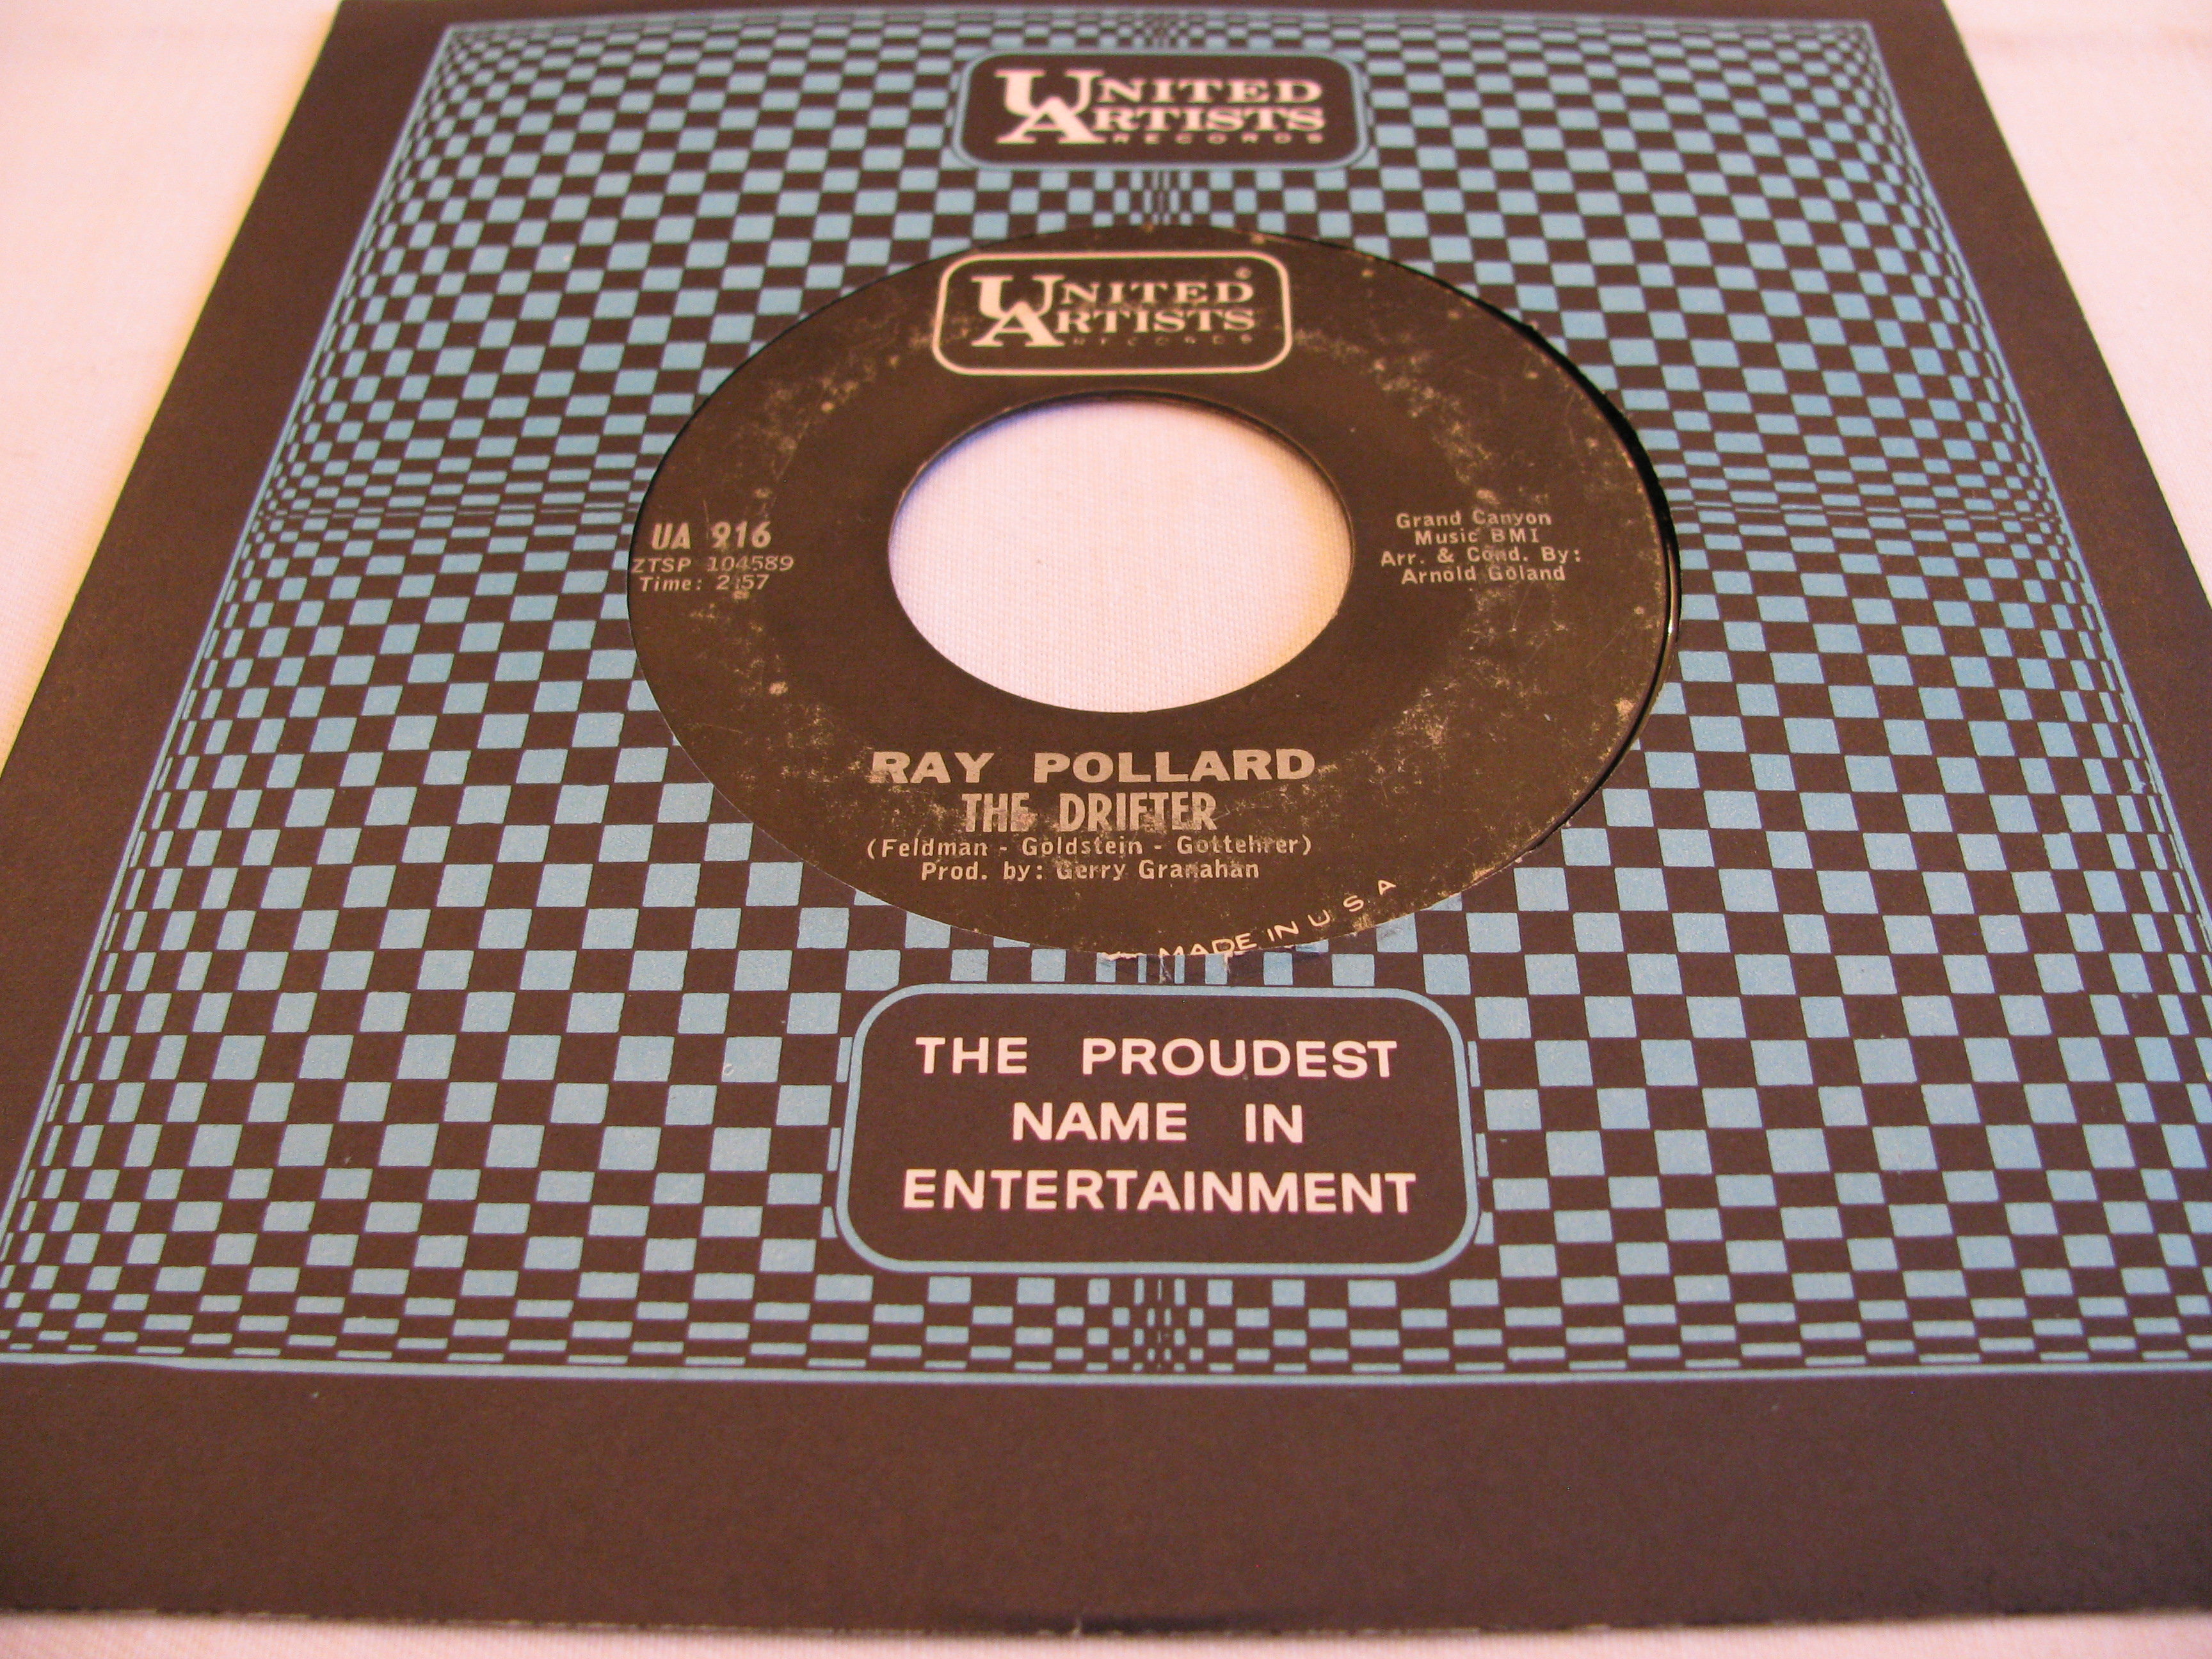 UNITED
ARTISTS
RECORDS
UNITED
ARTISTS
RECORDS
UA 916
ZTSP 104589
Time: 2:57
Grand Canyon
Music BMI
Arr. & Cond. By:
Arnold Goland
RAY POLLARD
THE DRIFTER
(Feldman - Goldstein - Gottehrer)
Prod. by: Gerry Granahan
MADE IN U S A
THE PROUDEST
NAME IN
ENTERTAINMENT